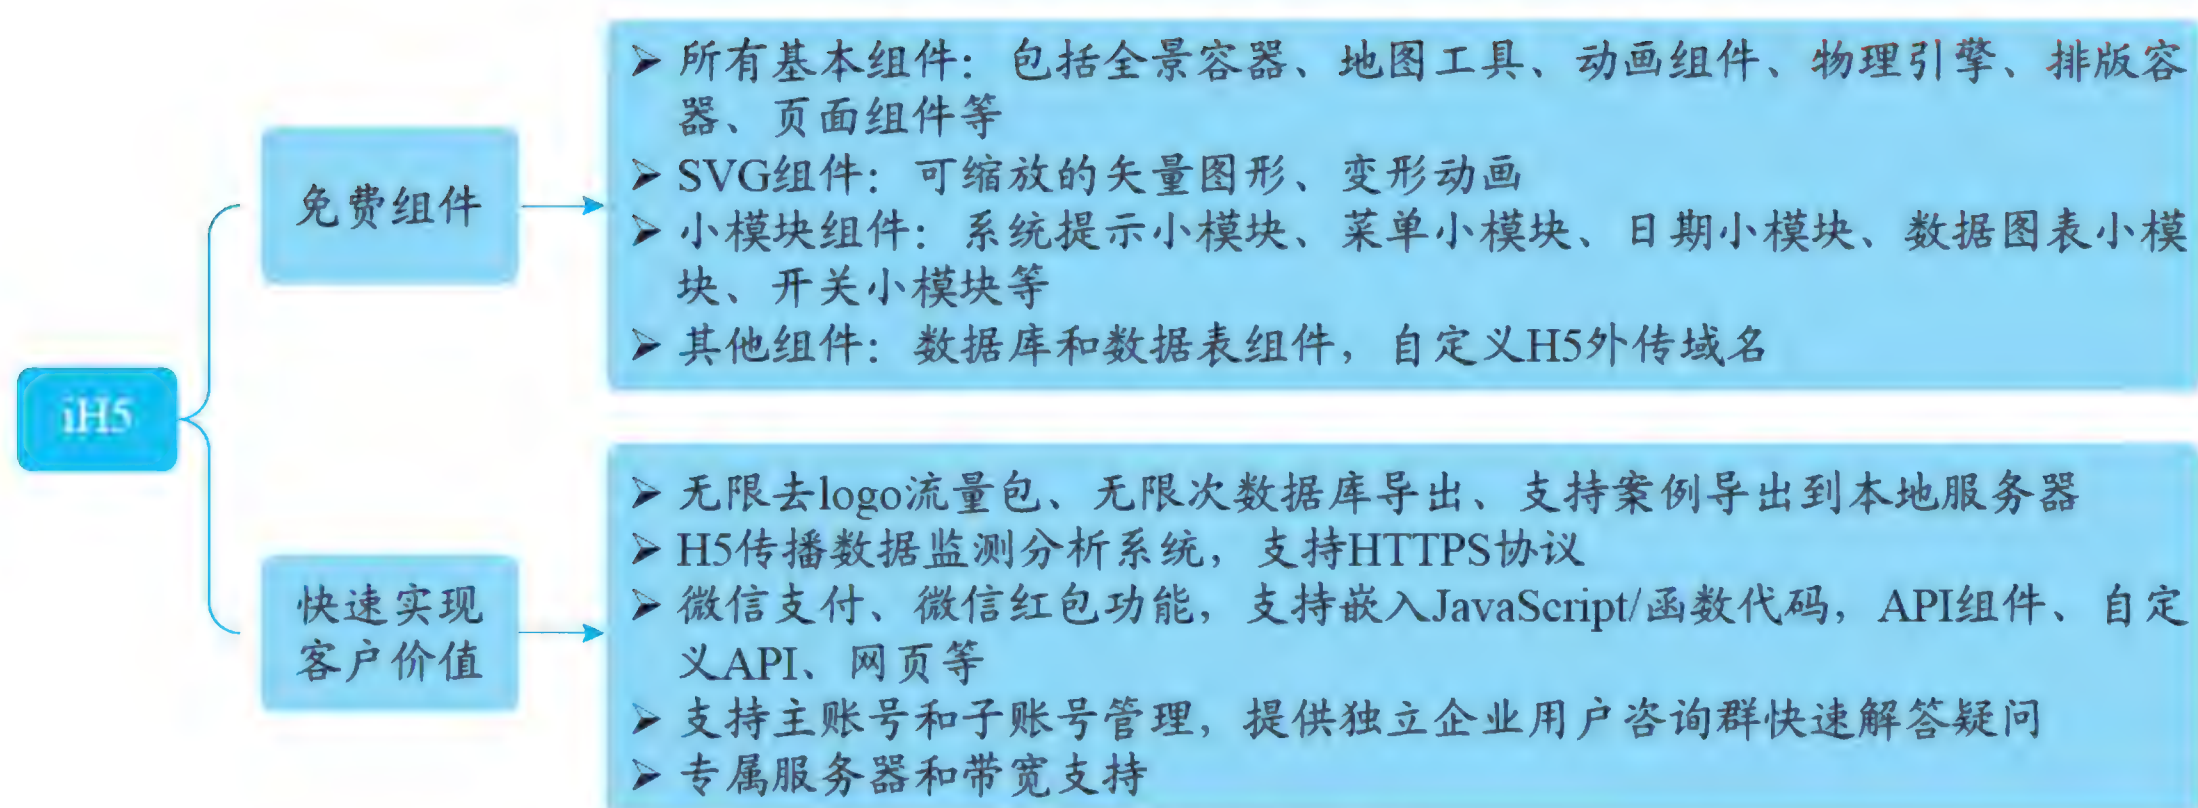 iH5
免费组件
➢ 所有基本组件：包括全景容器、地图工具、动画组件、物理引擎、排版容
器、页面组件等
➢ SVG组件：可缩放的矢量图形、变形动画
➢ 小模块组件：系统提示小模块、菜单小模块、日期小模块、数据图表小模
块、开关小模块等
➢ 其他组件：数据库和数据表组件，自定义H5外传域名
快速实现
客户价值
➢ 无限去logo流量包、无限次数据库导出、支持案例导出到本地服务器
➢ H5传播数据监测分析系统，支持HTTPS协议
➢ 微信支付、微信红包功能，支持嵌入JavaScript/函数代码，API组件、自定
义API、网页等
➢ 支持主账号和子账号管理，提供独立企业用户咨询群快速解答疑问
➢ 专属服务器和带宽支持